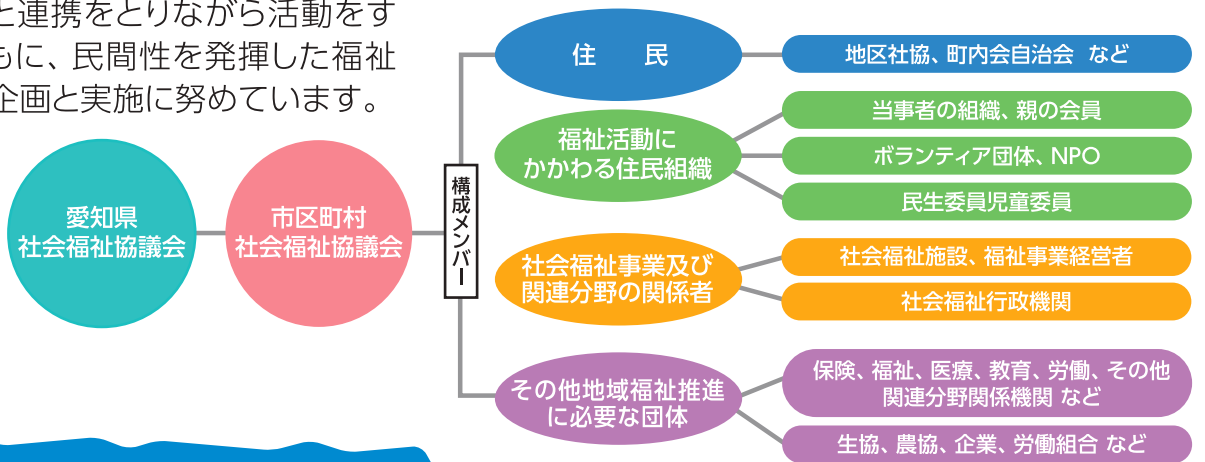 と連携をとりながら活動をす
もに、民間性を発揮した福祉
企画と実施に努めています。
愛知県
社会福祉協議会
市区町村
社会福祉協議会
構成メンバー
住　民
地区社協、町内会自治会 など
福祉活動に
かかわる住民組織
当事者の組織、親の会員
ボランティア団体、NPO
民生委員児童委員
社会福祉事業及び
関連分野の関係者
社会福祉施設、福祉事業経営者
社会福祉行政機関
その他地域福祉推進
に必要な団体
保険、福祉、医療、教育、労働、その他
関連分野関係機関 など
生協、農協、企業、労働組合 など